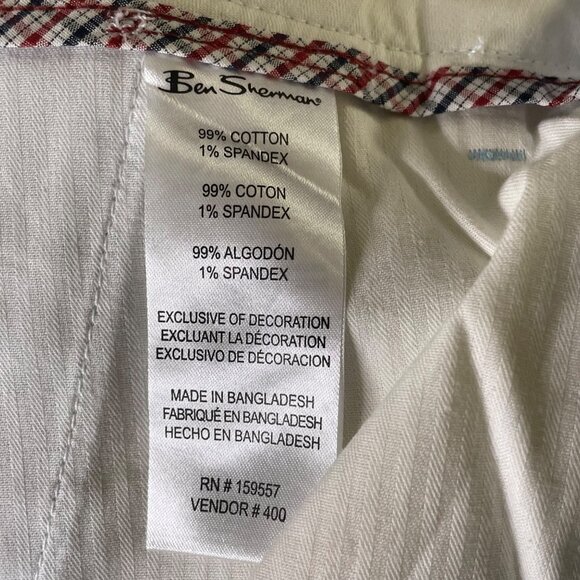 Ben Sherman®
99% COTTON
1% SPANDEX
99% COTON
1% SPANDEX
99% ALGODÓN
1% SPANDEX
EXCLUSIVE OF DECORATION
EXCLUANT LA DÉCORATION
EXCLUSIVO DE DÉCORACION
MADE IN BANGLADESH
FABRIQUÉ EN BANGLADESH
HECHO EN BANGLADESH
RN # 159557
VENDOR # 400